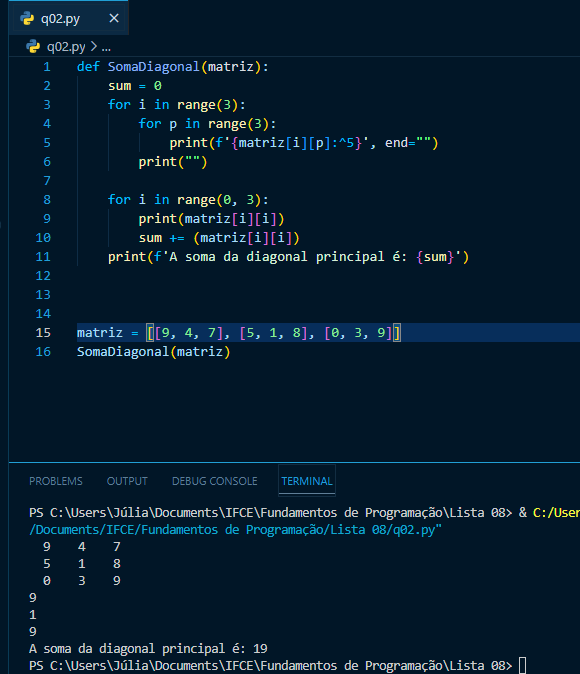 q02.py ×
q02.py > ...
1 def SomaDiagonal(matriz):
2 sum = 0
3 for i in range(3):
4 for p in range(3):
5 print(f'{matriz[i][p]:^5}', end="")
6 print("")
7
8 for i in range(0, 3):
9 print(matriz[i][i])
10 sum += (matriz[i][i])
11 print(f'A soma da diagonal principal é: {sum}')
12
13
14
15 matriz = [[9, 4, 7], [5, 1, 8], [0, 3, 9]]
16 SomaDiagonal(matriz)
PROBLEMS OUTPUT DEBUG CONSOLE TERMINAL
PS C:\Users\Júlia\Documents\IFCE\Fundamentos de Programação\Lista 08> & C:/User
/Documents/IFCE/Fundamentos de Programação/Lista 08/q02.py"
9 4 7
5 1 8
0 3 9
9
1
9
A soma da diagonal principal é: 19
PS C:\Users\Júlia\Documents\IFCE\Fundamentos de Programação\Lista 08>